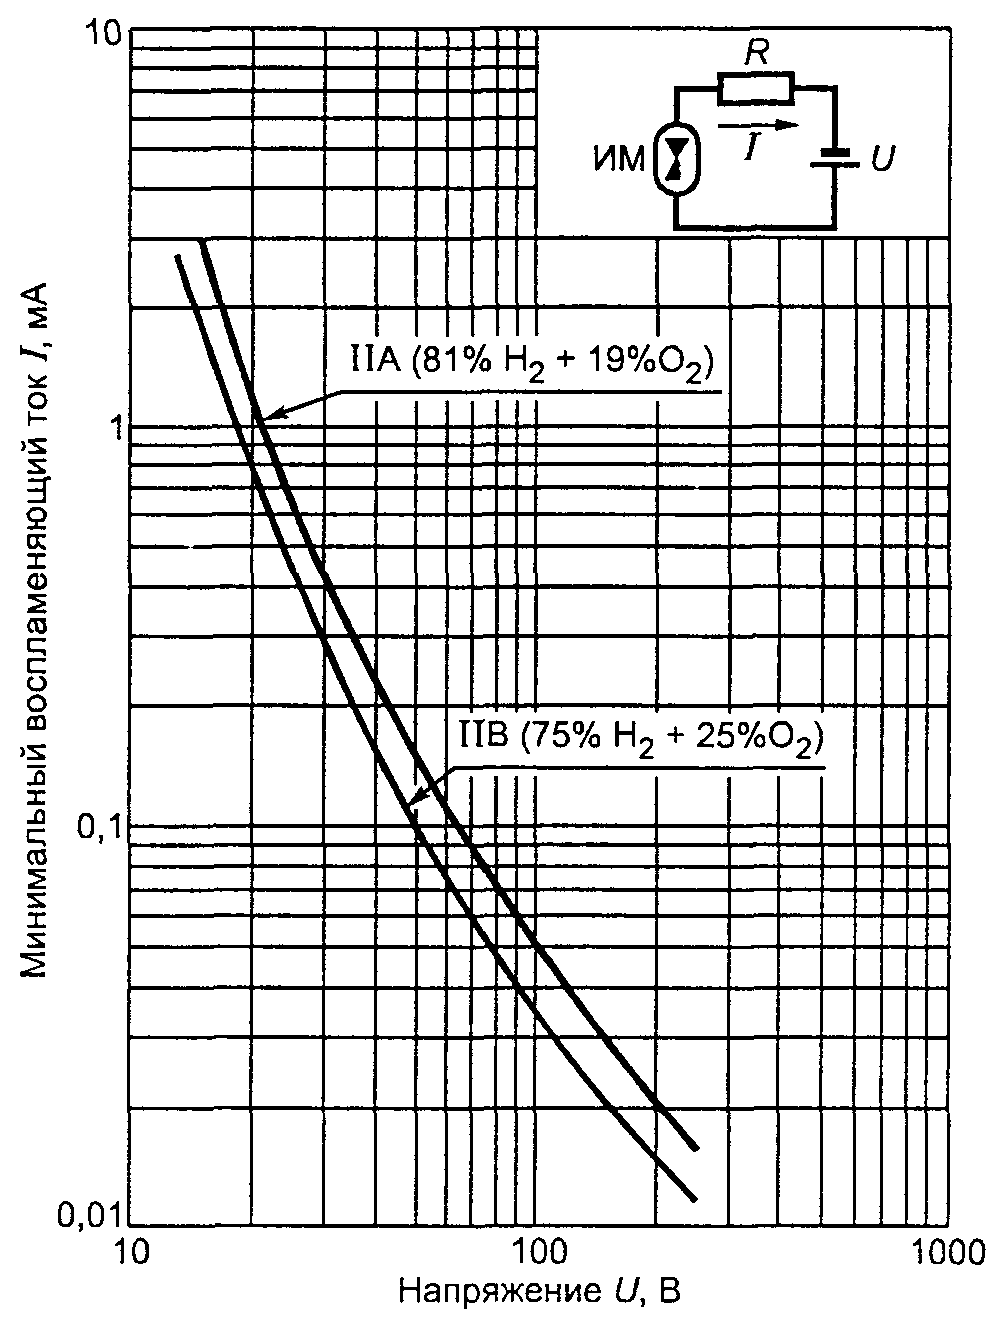 10
R
ИМ
I
U
IIA (81% H₂ + 19%O₂)
1
IIB (75% H₂ + 25%O₂)
0,1
0,01
10
100
1000
Напряжение U, В
Минимальный воспламеняющий ток I, мА